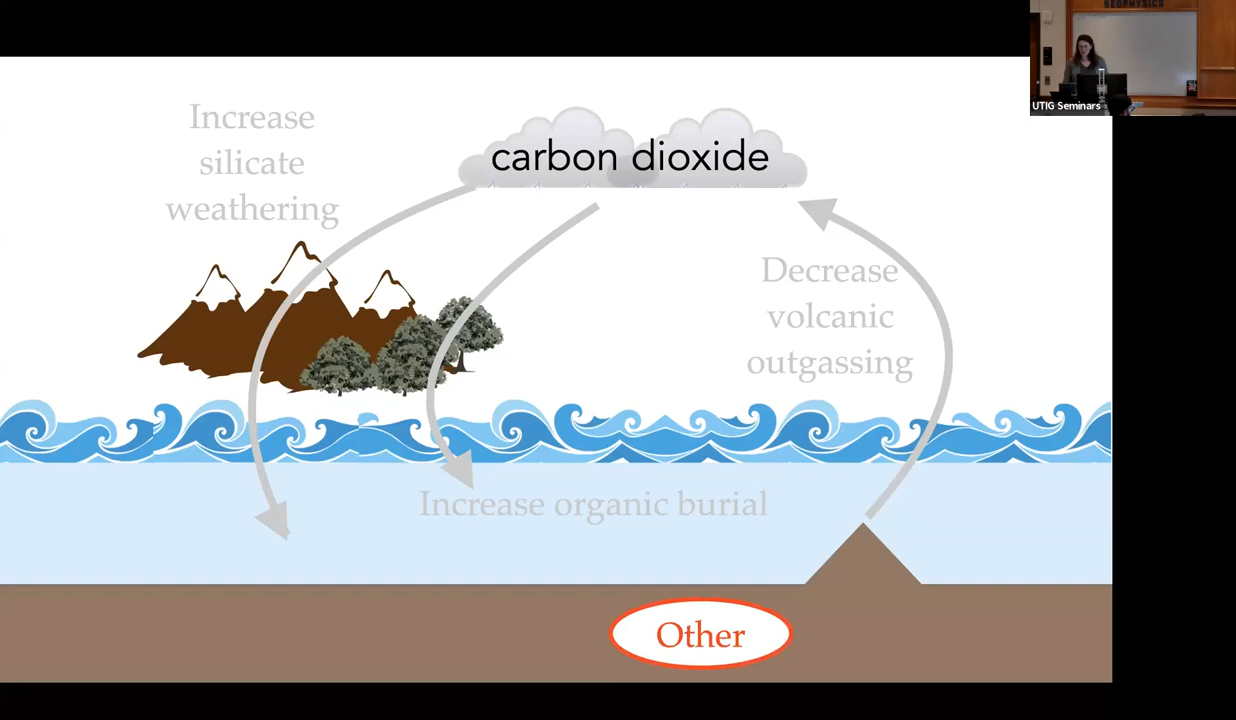 GEOPHYSICS
UTIG Seminars
Increase
silicate
weathering
carbon dioxide
Decrease
volcanic
outgassing
Increase organic burial
Other